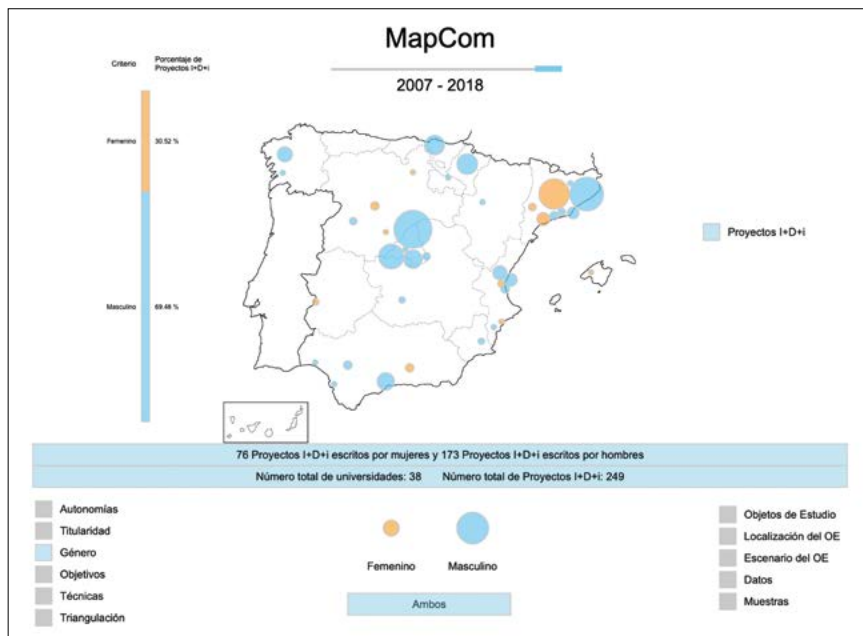 MapCom
2007 - 2018
Criterio
Porcentaje de
Proyectos I+D+i
Femenino
30.52 %
Masculino
69.48 %
Proyectos I+D+i
76 Proyectos I+D+i escritos por mujeres y 173 Proyectos I+D+i escritos por hombres
Número total de universidades: 38 Número total de Proyectos I+D+i: 249
Autonomías
Titularidad
Género
Objetivos
Técnicas
Triangulación
Femenino
Masculino
Ambos
Objetos de Estudio
Localización del OE
Escenario del OE
Datos
Muestras